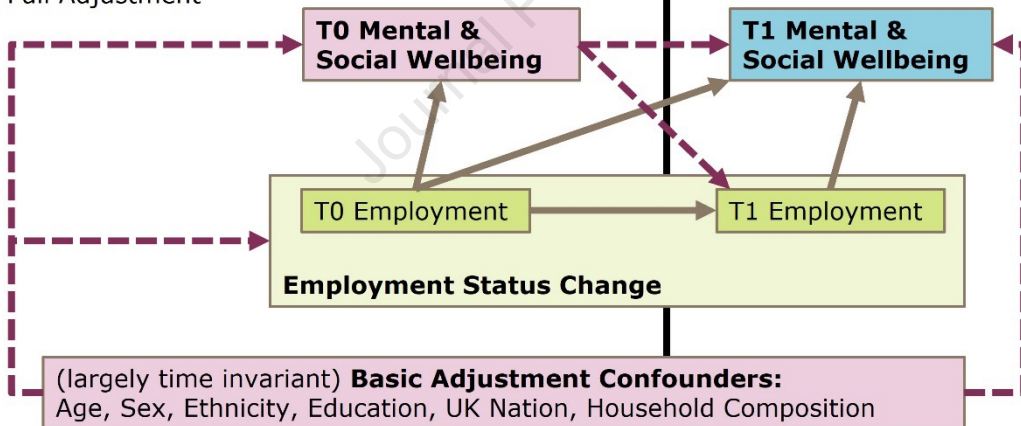 Full Adjustment
T0 Mental &
Social Wellbeing
T1 Mental &
Social Wellbeing
Journal
T0 Employment
T1 Employment
Employment Status Change
(largely time invariant) Basic Adjustment Confounders:
Age, Sex, Ethnicity, Education, UK Nation, Household Composition